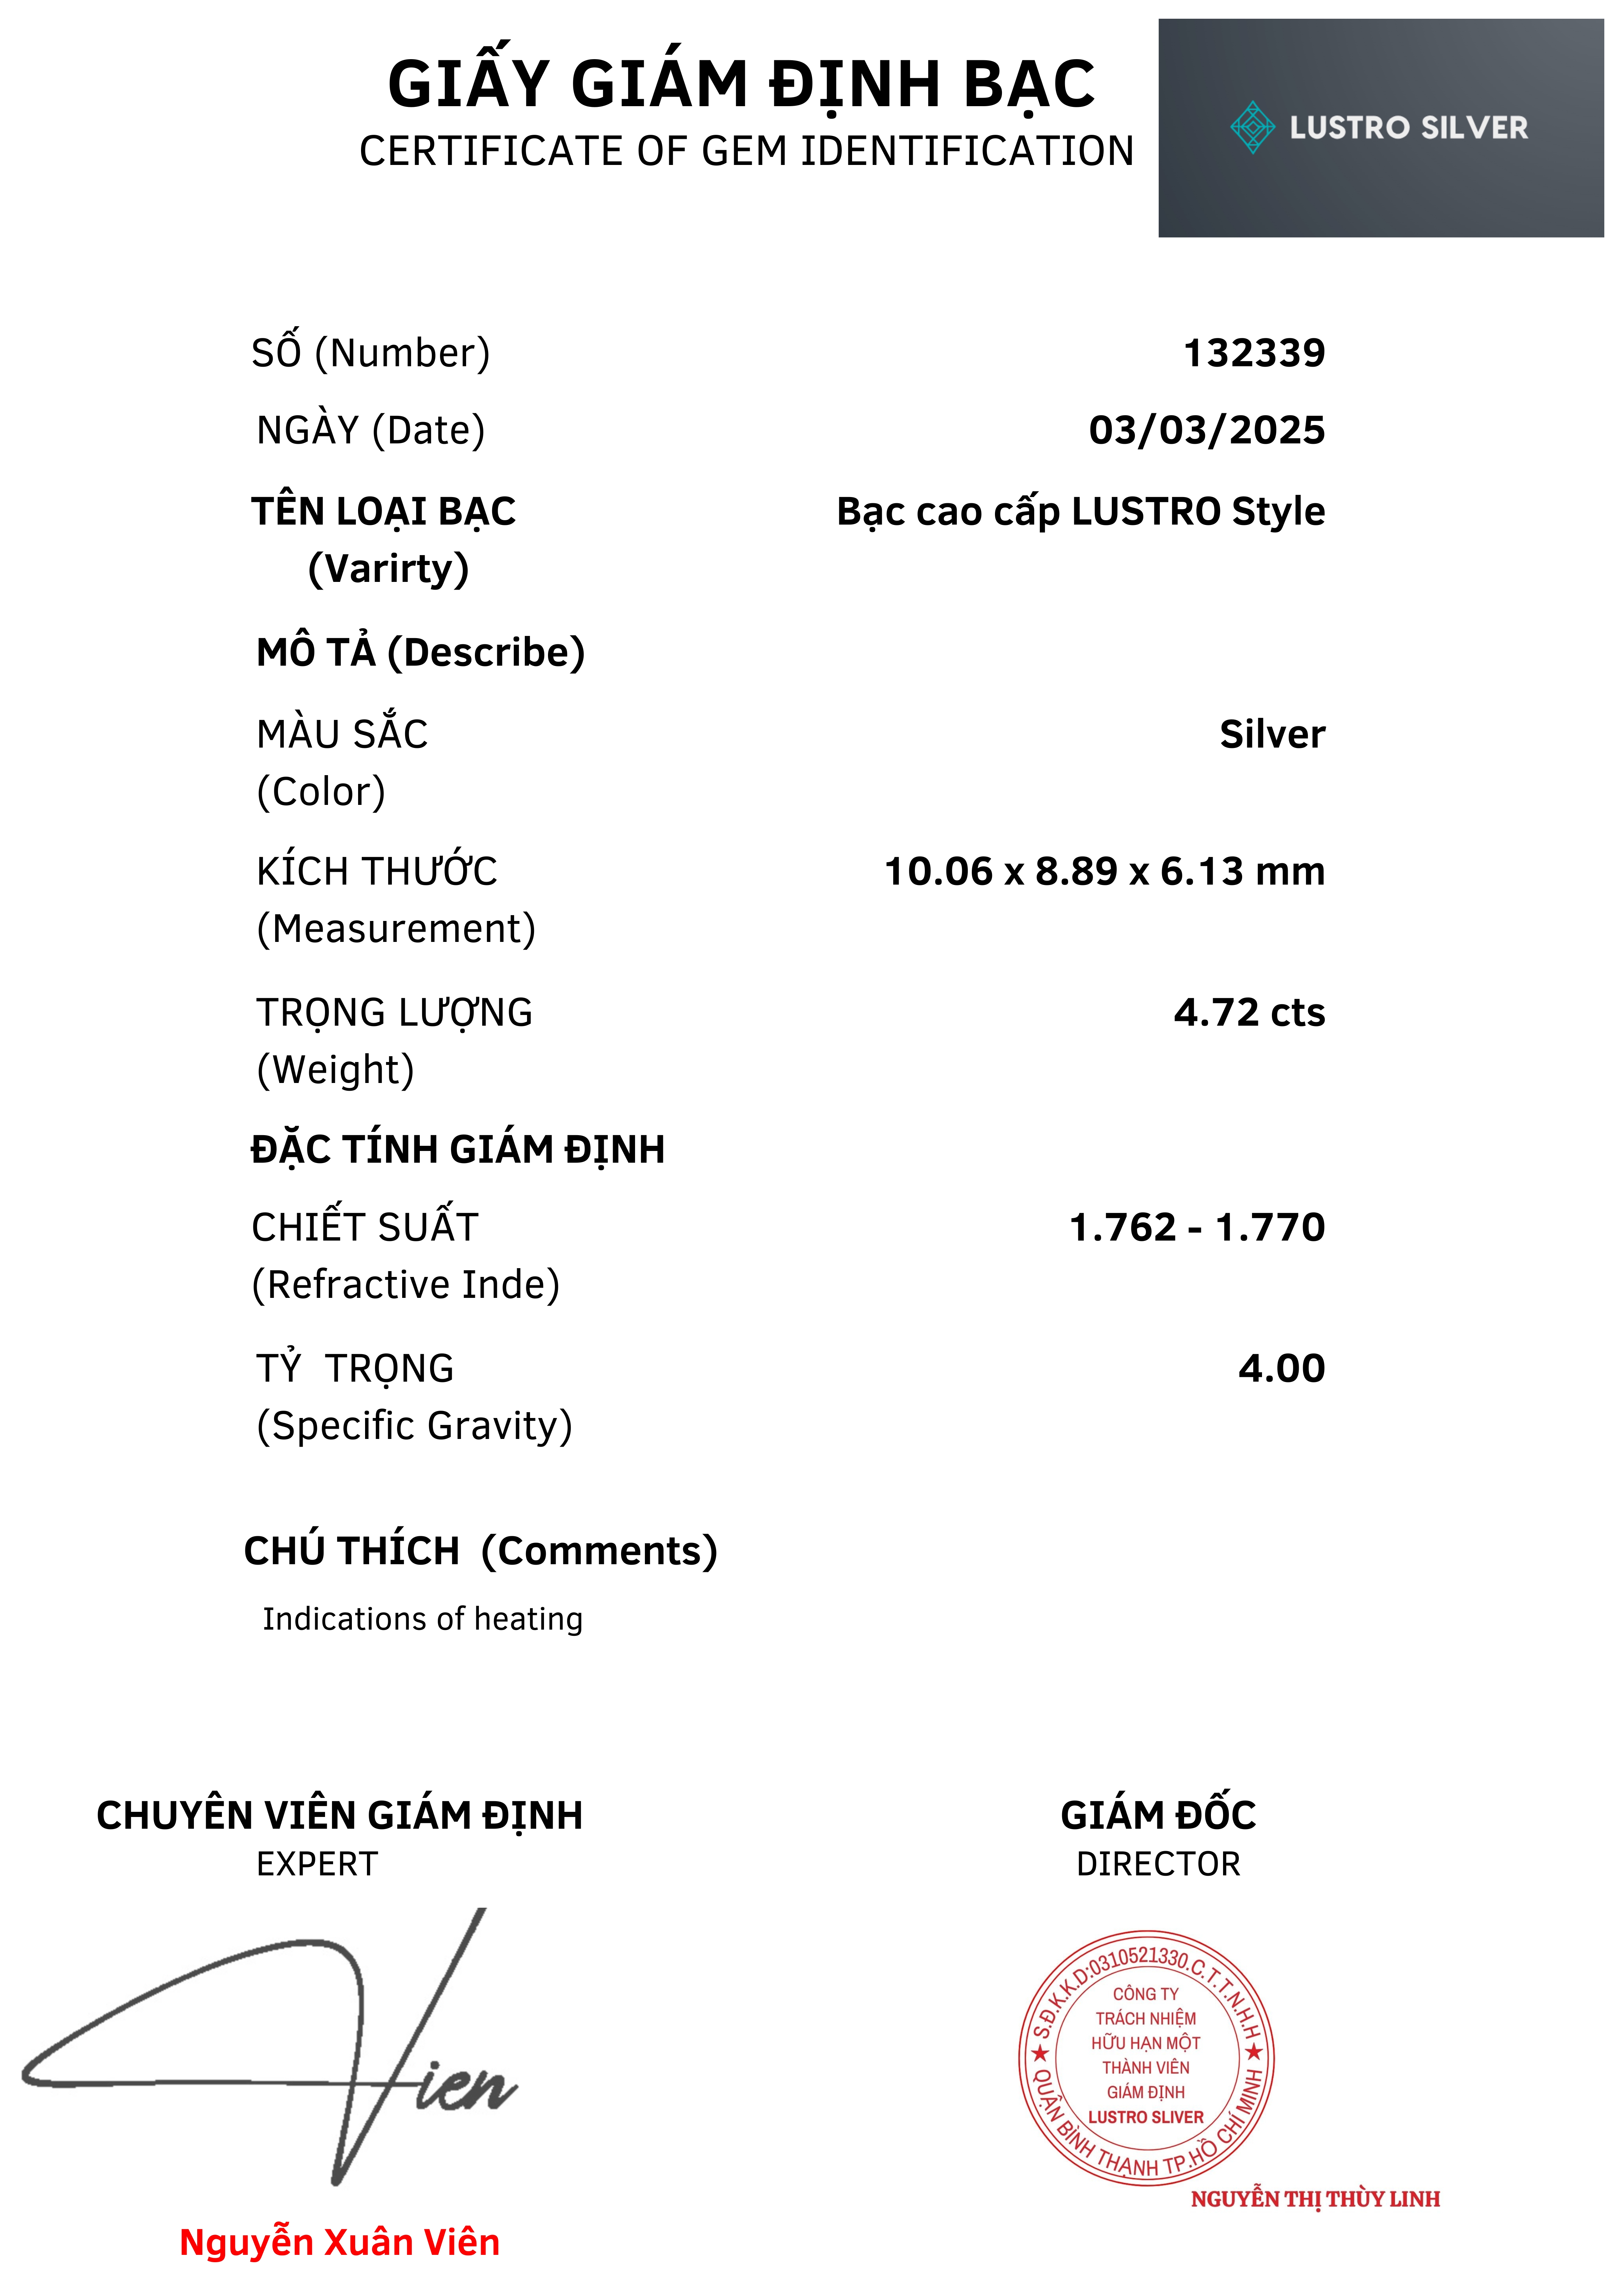 GIẤY GIÁM ĐỊNH BẠC
CERTIFICATE OF GEM IDENTIFICATION
LUSTRO SILVER
SỐ (Number) 132339
NGÀY (Date) 03/03/2025
TÊN LOẠI BẠC Bạc cao cấp LUSTRO Style
(Varirty)
MÔ TẢ (Describe)
MÀU SẮC Silver
(Color)
KÍCH THƯỚC 10.06 x 8.89 x 6.13 mm
(Measurement)
TRỌNG LƯỢNG 4.72 cts
(Weight)
ĐẶC TÍNH GIÁM ĐỊNH
CHIẾT SUẤT 1.762 - 1.770
(Refractive Inde)
TỶ TRỌNG 4.00
(Specific Gravity)
CHÚ THÍCH (Comments)
Indications of heating
CHUYÊN VIÊN GIÁM ĐỊNH
EXPERT
Vien
Nguyễn Xuân Viên
GIÁM ĐỐC
DIRECTOR
S.Đ.K.K.D:0310521330.C.T.T.N.H.H
CÔNG TY
TRÁCH NHIỆM
HỮU HẠN MỘT
THÀNH VIÊN
GIÁM ĐỊNH
LUSTRO SLIVER
QUẬN BÌNH THẠNH TP.HỒ CHÍ MINH
NGUYỄN THỊ THÙY LINH